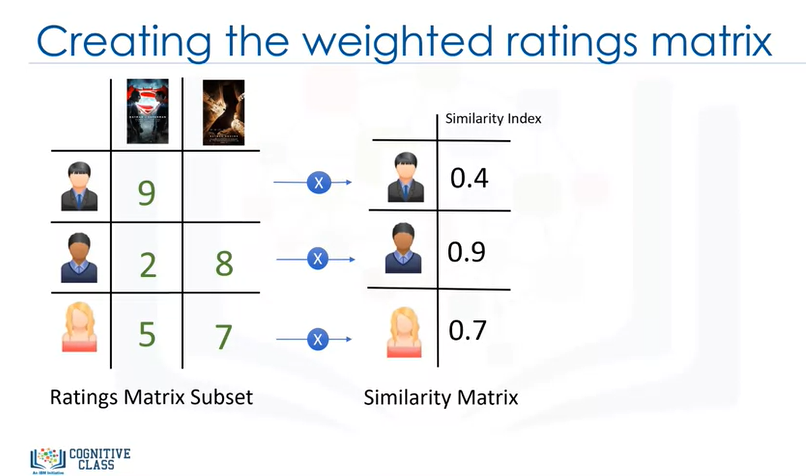 Creating the weighted ratings matrix
Similarity Index
9
X
0.4
2
8
X
0.9
5
7
X
0.7
Ratings Matrix Subset
Similarity Matrix
COGNITIVE
CLASS
An IBM Initiative